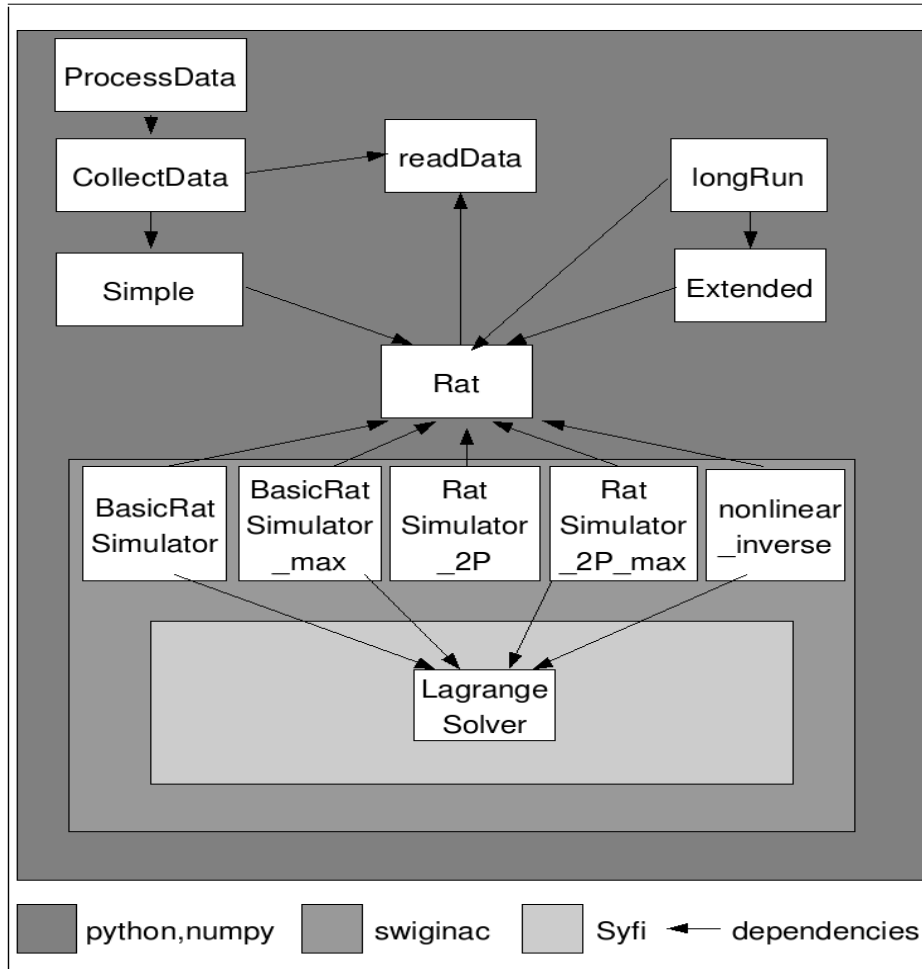 ProcessData
CollectData
readData
longRun
Simple
Extended
Rat
BasicRat
Simulator
BasicRat
Simulator
_max
Rat
Simulator
_2P
Rat
Simulator
_2P_max
nonlinear
_inverse
Lagrange
Solver
python,numpy
swiginac
Syfi
dependencies